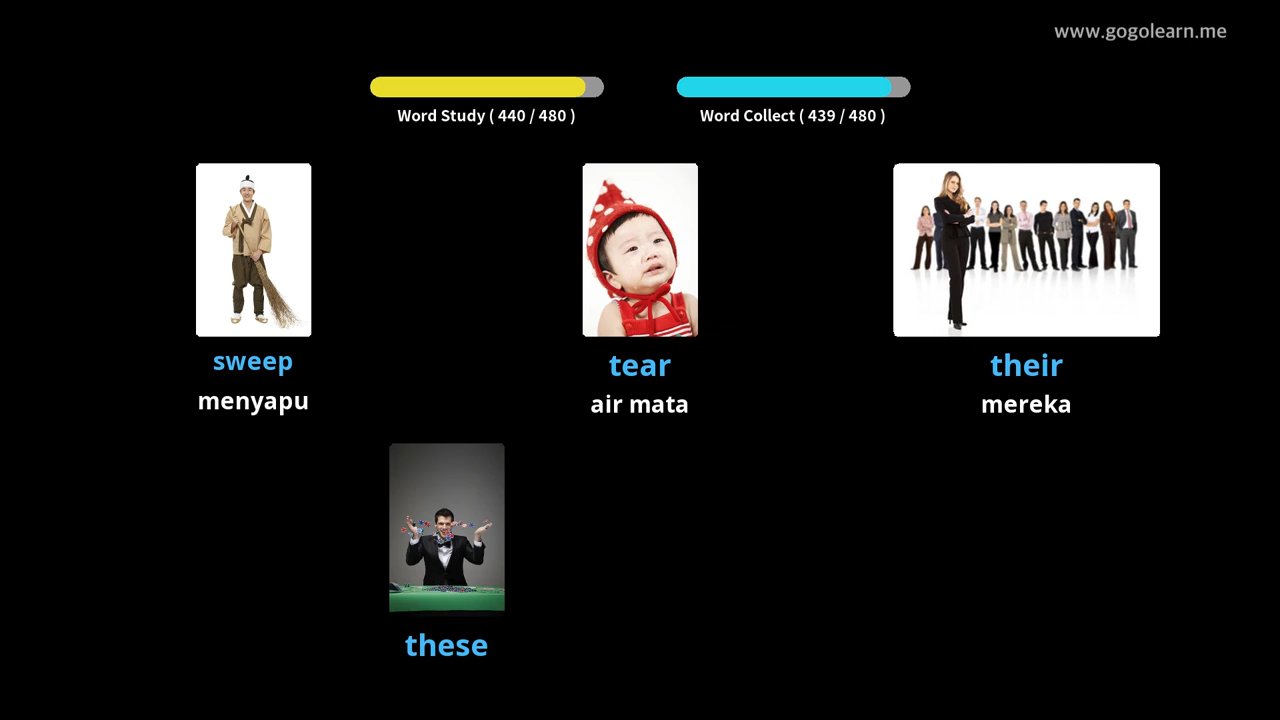 www.gogolearn.me
Word Study ( 440 / 480 )
Word Collect ( 439 / 480 )
sweep
menyapu
tear
air mata
their
mereka
these